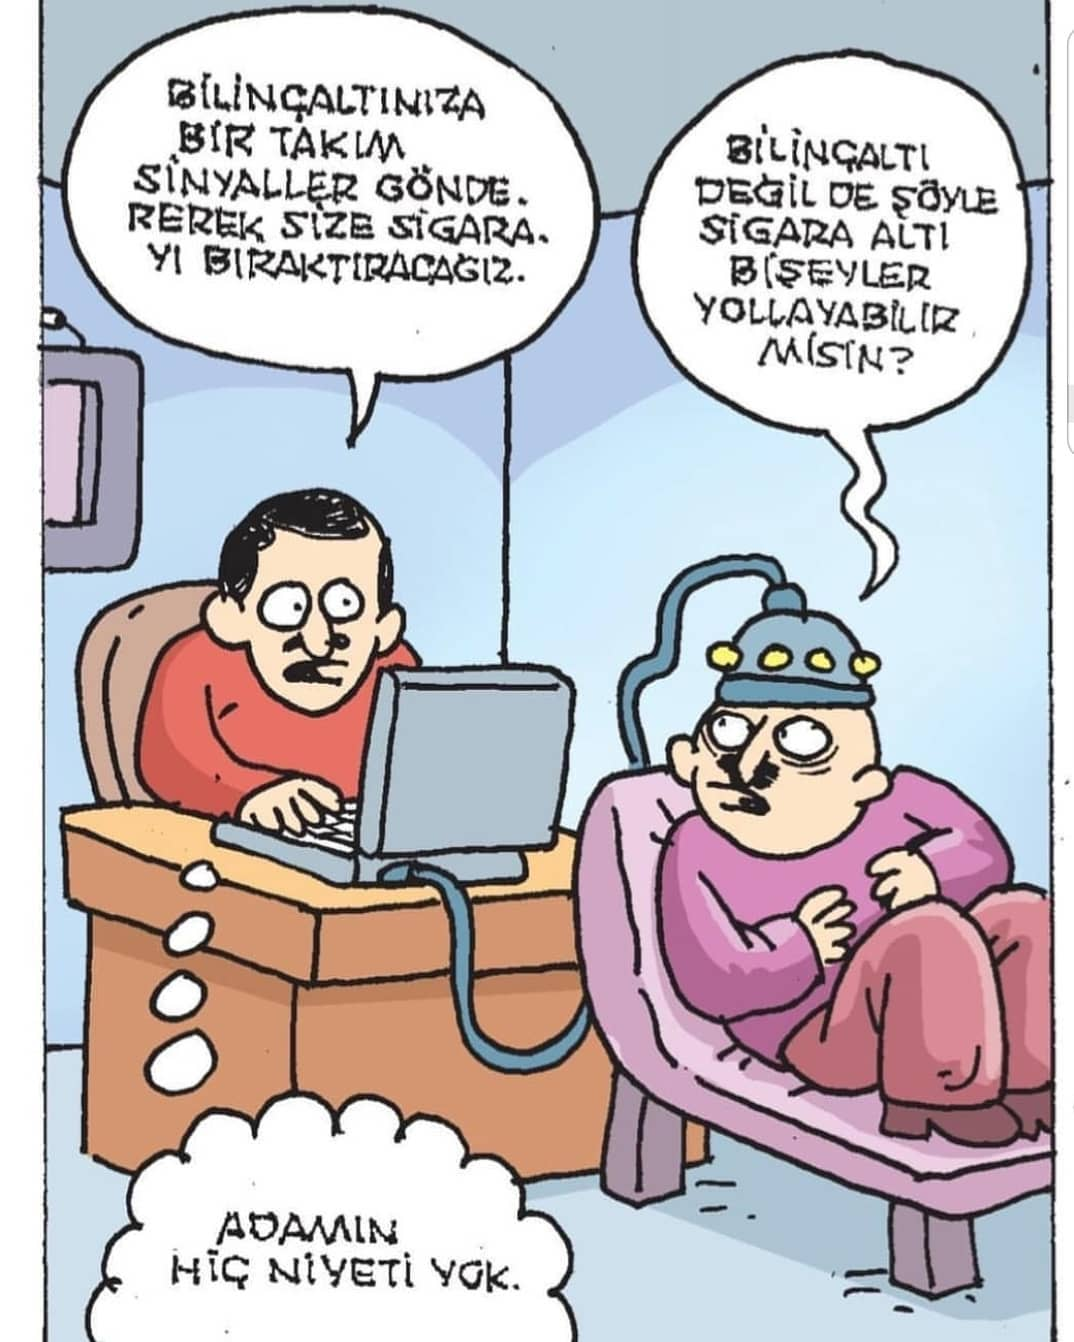 BİLİNÇALTINIZA
BİR TAKIM
SİNYALLER GÖNDE.
REREK SİZE SİGARA.
YI BIRAKTIRACAĞIZ.
BİLİNÇALTI
DEĞİL DE ŞÖYLE
SİGARA ALTI
BİŞEYLER
YOLLAYABİLİR
MİSİN?
ADAMIN
HİÇ NİYETİ YOK.